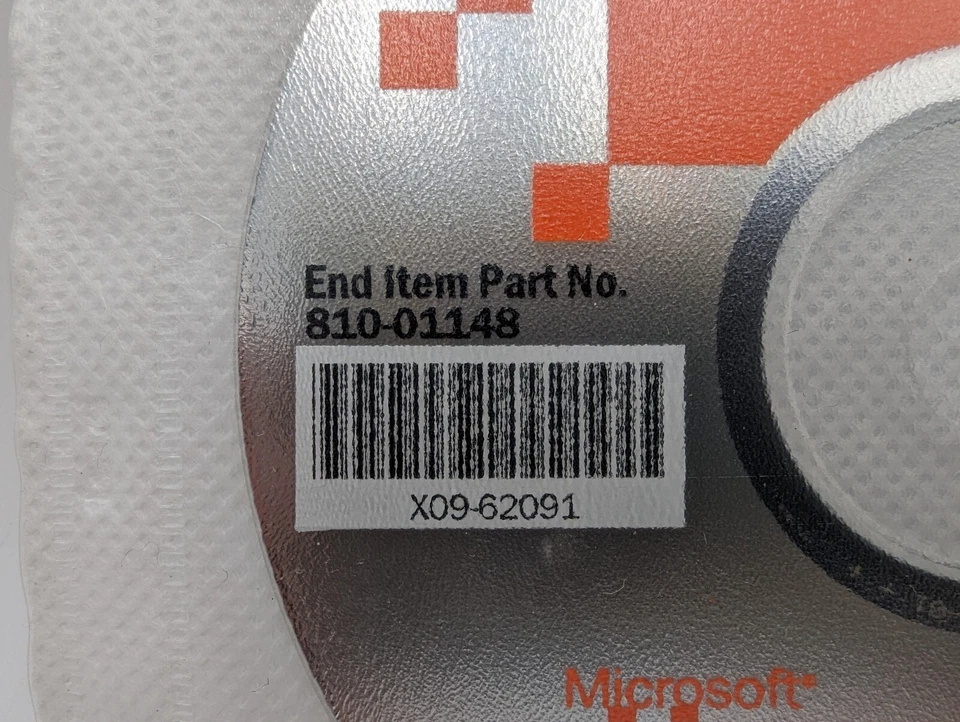 End Item Part No.
810-01148
X09-62091
Microsoft®